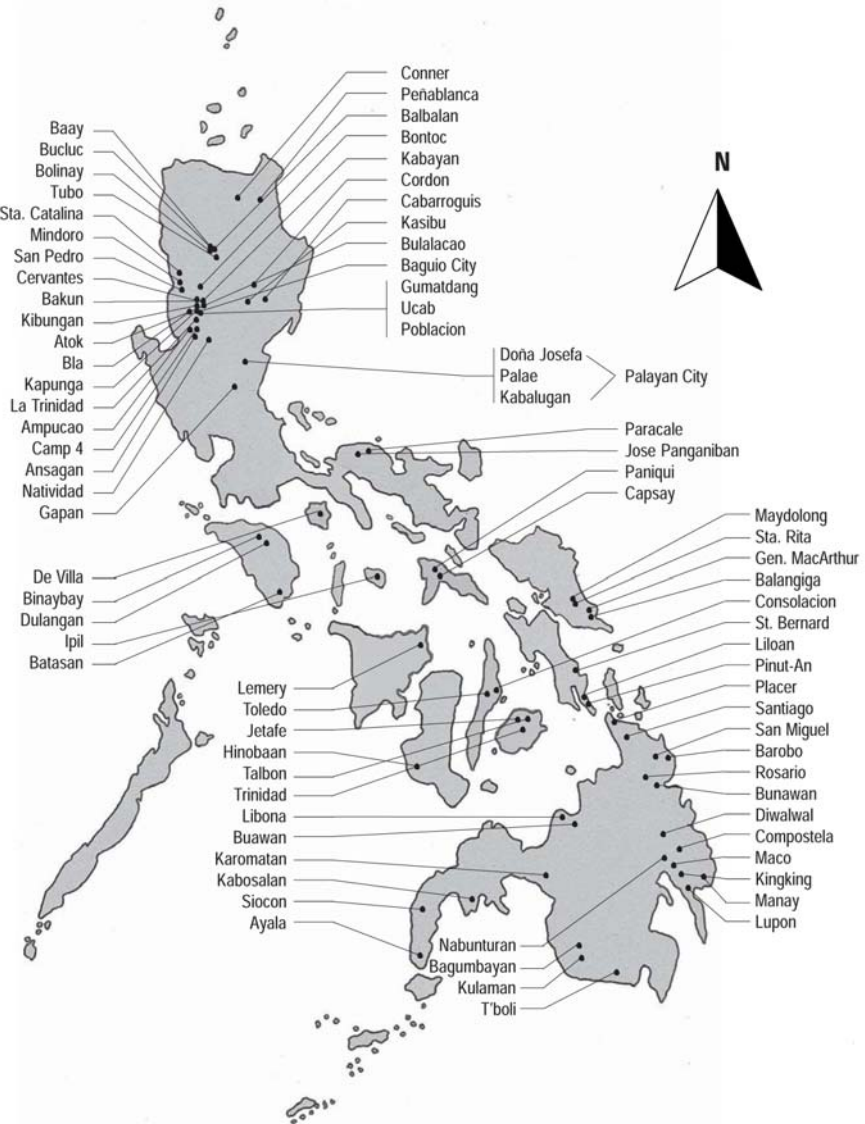 Conner
Peñablanca
Balbalan
Bontoc
Kabayan
Cordon
Cabarroguis
Kasibu
Bulalacao
Baguio City
Gumatdang
Ucab
Poblacion
Baay
Bucluc
Bolinay
Tubo
Sta. Catalina
Mindoro
San Pedro
Cervantes
Bakun
Kibungan
Atok
Bla
Kapunga
La Trinidad
Ampucao
Camp 4
Ansagan
Natividad
Gapan
N
Doña Josefa
Palae
Kabalugan
Palayan City
Paracale
Jose Panganiban
Paniqui
Capsay
De Villa
Binaybay
Dulangan
Ipil
Batasan
Maydolong
Sta. Rita
Gen. MacArthur
Balangiga
Consolacion
St. Bernard
Liloan
Pinut-An
Placer
Santiago
San Miguel
Barobo
Rosario
Bunawan
Diwalwal
Compostela
Maco
Kingking
Manay
Lupon
Lemery
Toledo
Jetafe
Hinobaan
Talbon
Trinidad
Libona
Buawan
Karomatan
Kabosalan
Siocon
Ayala
Nabunturan
Bagumbayan
Kulaman
T'boli